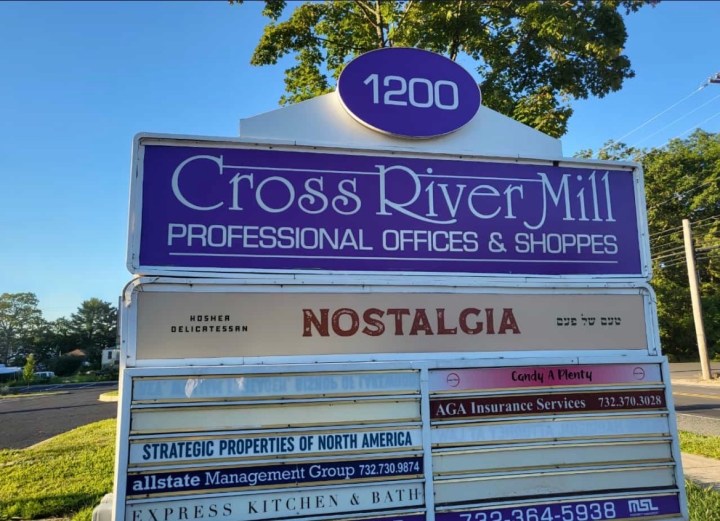 1200
Cross River Mill
PROFESSIONAL OFFICES & SHOPPES
KOSHER
DELICATESSAN
NOSTALGIA
טעם של פעם
Candy A Plenty
AGA Insurance Services 732.370.3028
STRATEGIC PROPERTIES OF NORTH AMERICA
allstate Management Group 732.730.9874
EXPRESS KITCHEN & BATH
732-364-5938 MSL